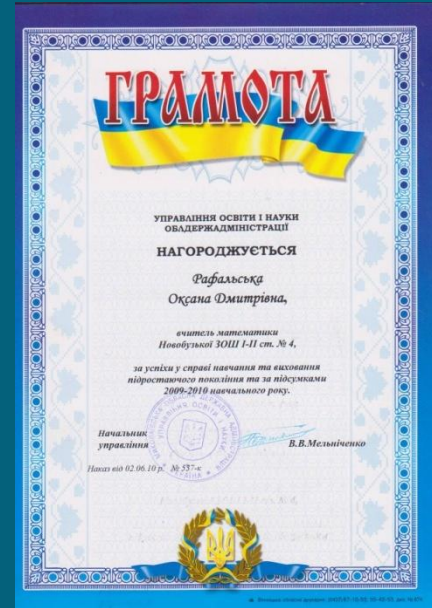 ГРАМОТА
УПРАВЛІННЯ ОСВІТИ І НАУКИ
ОБЛДЕРЖАДМІНІСТРАЦІЇ
НАГОРОДЖУЄТЬСЯ
Рафальська
Оксана Дмитрівна,
вчитель математики
Новобузької ЗОШ І-ІІ ст. № 4,
за успіхи у справі навчання та виховання
підростаючого покоління та за підсумками
2009-2010 навчального року.
Начальник
управління
В.В.Мельніченко
Наказ від 02.06.10 р. № 537-к